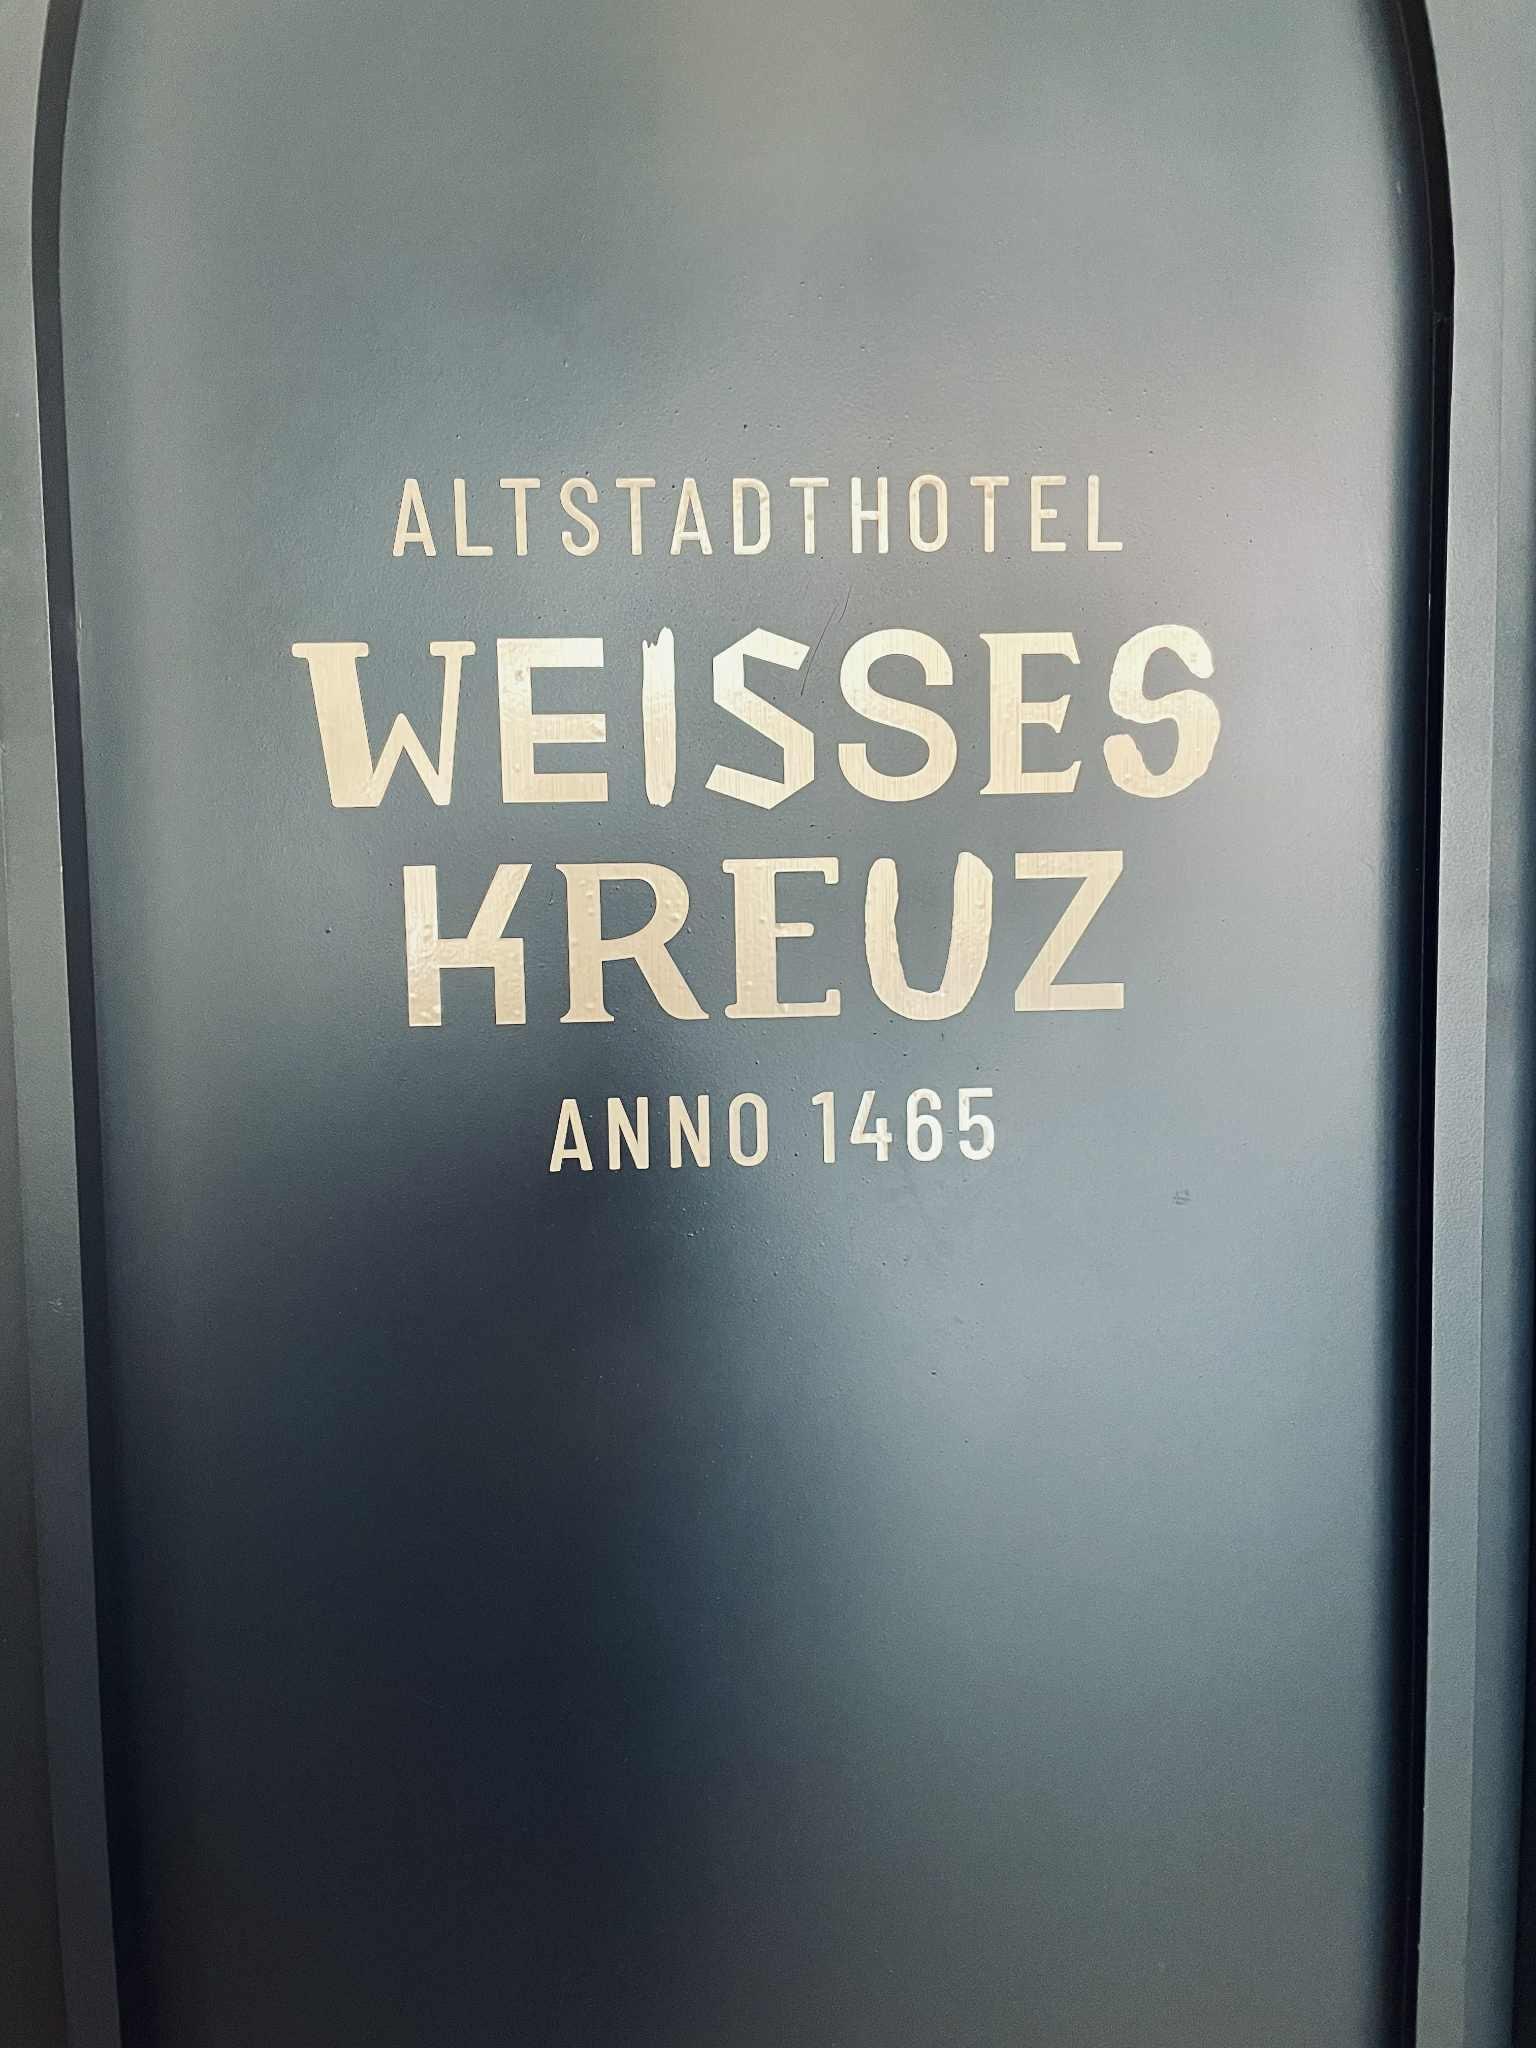 ALTSTADTHOTEL
WEISSES
KREUZ
ANNO 1465